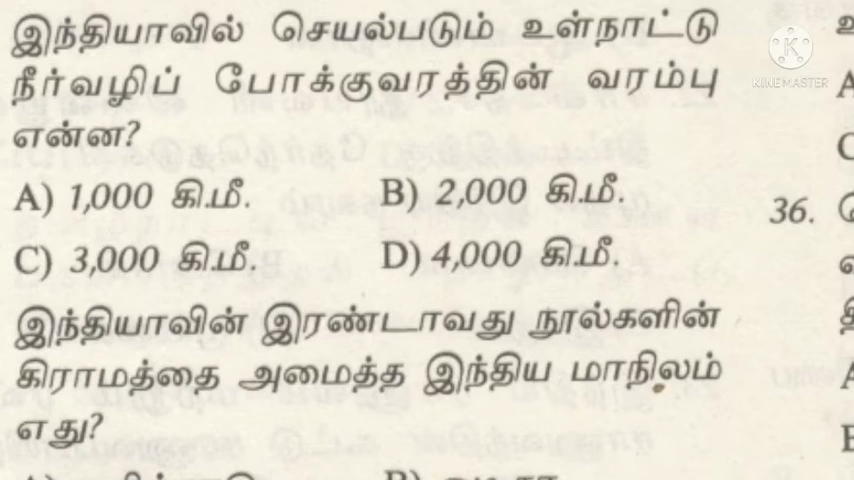 இந்தியாவில் செயல்படும் உள்நாட்டு
நீர்வழிப் போக்குவரத்தின் வரம்பு
என்ன?
A) 1,000 கி.மீ. B) 2,000 கி.மீ.
C) 3,000 கி.மீ. D) 4,000 கி.மீ.
இந்தியாவின் இரண்டாவது நூல்களின்
கிராமத்தை அமைத்த இந்திய மாநிலம்
எது?
36.
KINEMASTER